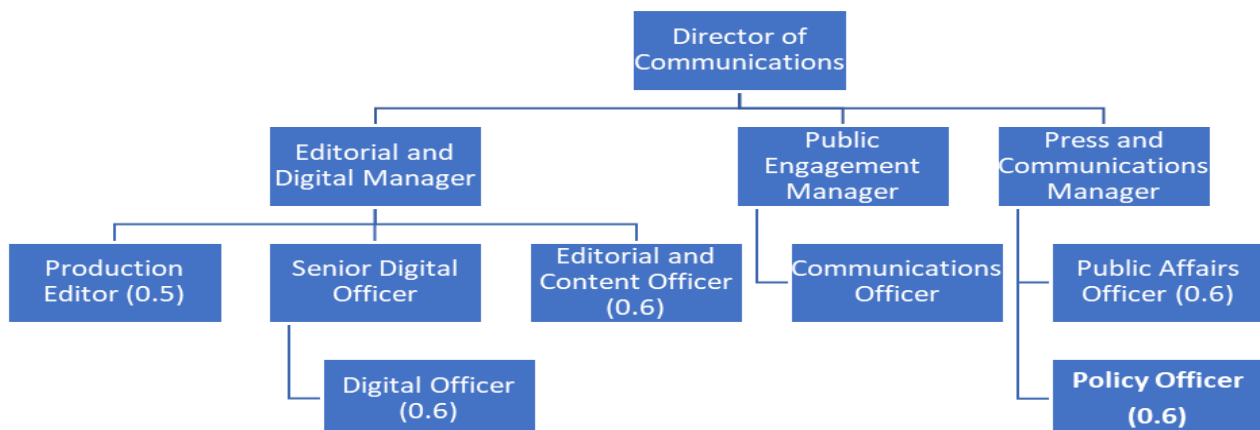 Director of
Communications
Editorial and
Digital Manager
Public
Engagement
Manager
Press and
Communications
Manager
Production
Editor (0.5)
Senior Digital
Officer
Editorial and
Content Officer
(0.6)
Communications
Officer
Public Affairs
Officer (0.6)
Digital Officer
(0.6)
Policy Officer
(0.6)